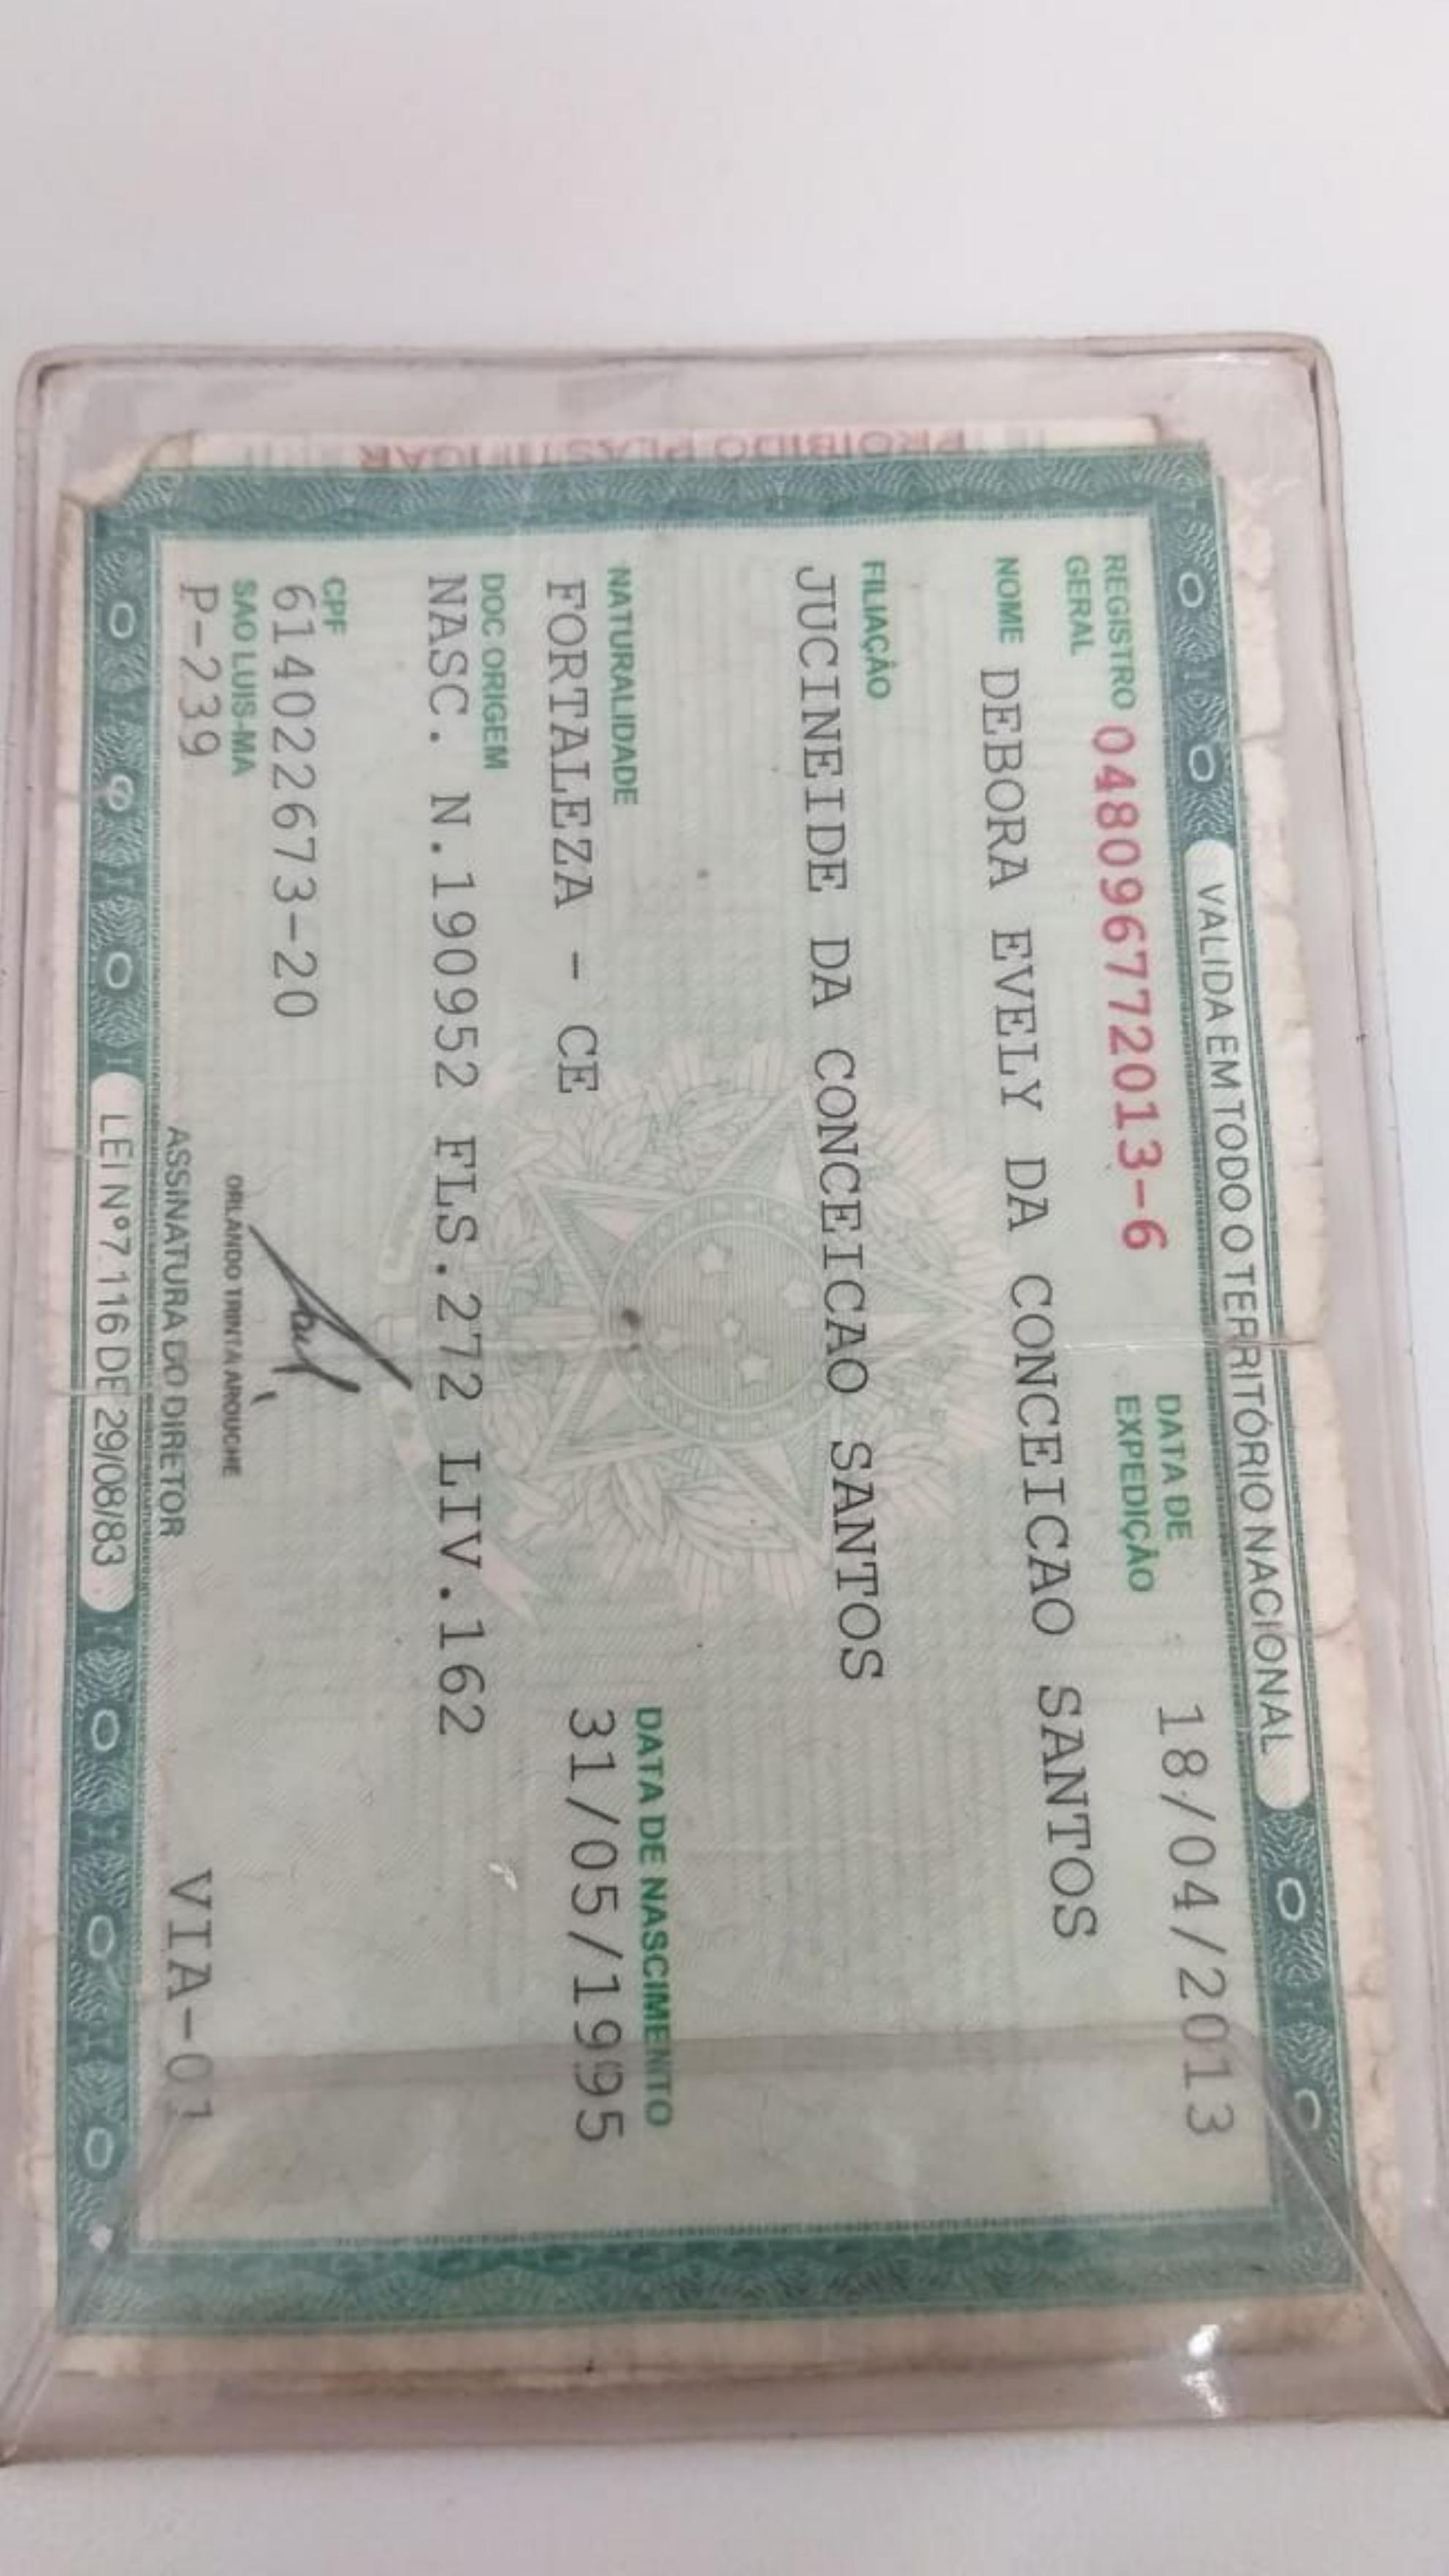 PROIBIDO PLASTIFICAR
VALIDA EM TODO O TERRITÓRIO NACIONAL
REGISTRO GERAL 048096772013-6 DATA DE EXPEDIÇÃO 18/04/2013
NOME DEBORA EVELY DA CONCEICAO SANTOS
FILIAÇÃO
JUCINEIDE DA CONCEICAO SANTOS
NATURALIDADE DATA DE NASCIMENTO
FORTALEZA - CE 31/05/1995
DOC ORIGEM
NASC. N.190952 FLS.272 LIV.162
CPF
614022673-20
SAO LUIS-MA ORLANDO TRINTA AROUCHE
P-239 VIA-01
ASSINATURA DO DIRETOR
LEI Nº 7.116 DE 29/08/83